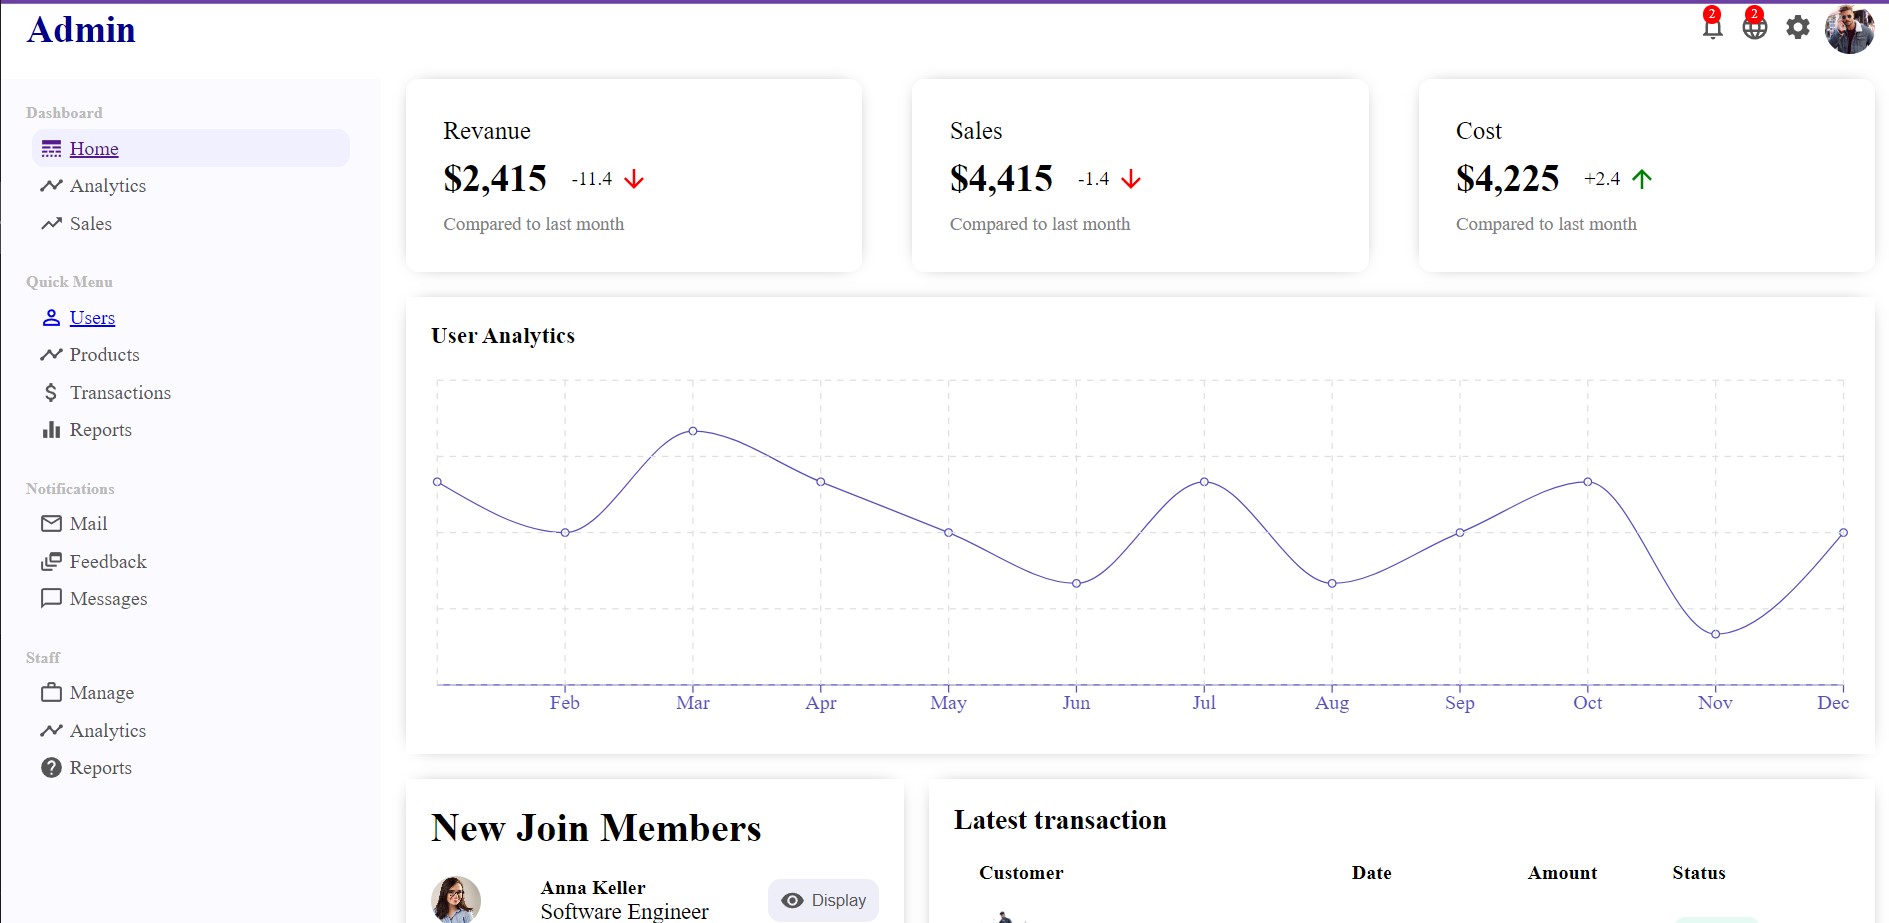 Admin
2
2
Dashboard
Home
Analytics
Sales
Quick Menu
Users
Products
Transactions
Reports
Notifications
Mail
Feedback
Messages
Staff
Manage
Analytics
Reports
Revanue
$2,415 -11.4
Compared to last month
Sales
$4,415 -1.4
Compared to last month
Cost
$4,225 +2.4
Compared to last month
User Analytics
Feb Mar Apr May Jun Jul Aug Sep Oct Nov Dec
New Join Members
Anna Keller
Software Engineer
Display
Latest transaction
Customer Date Amount Status